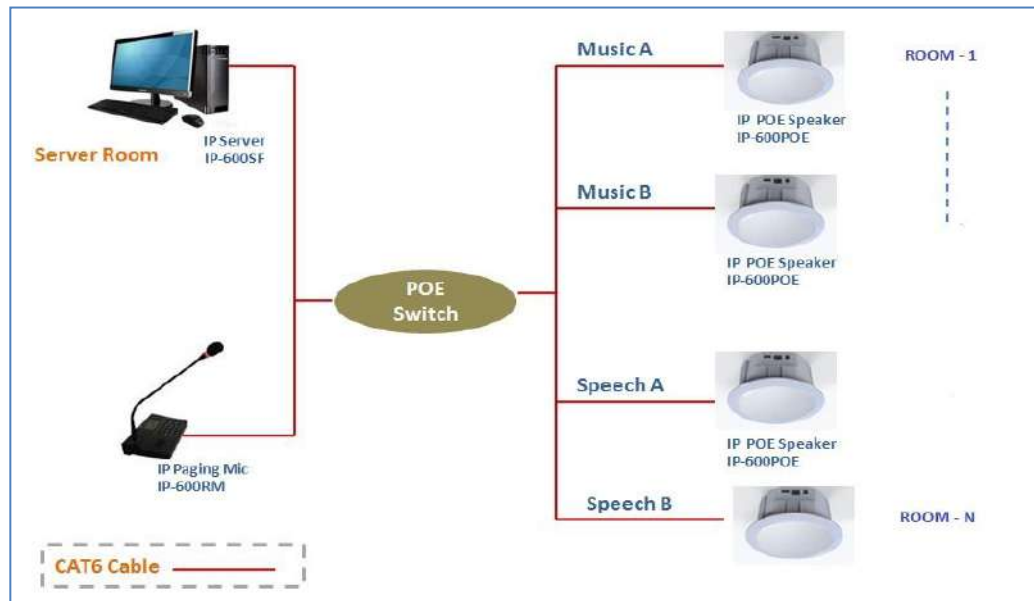 Music A
ROOM - 1
IP POE Speaker
IP-600POE
IP Server
IP-600SF
Server Room
Music B
IP POE Speaker
IP-600POE
POE
Switch
Speech A
IP POE Speaker
IP-600POE
IP Paging Mic
IP-600RM
Speech B
ROOM - N
CAT6 Cable